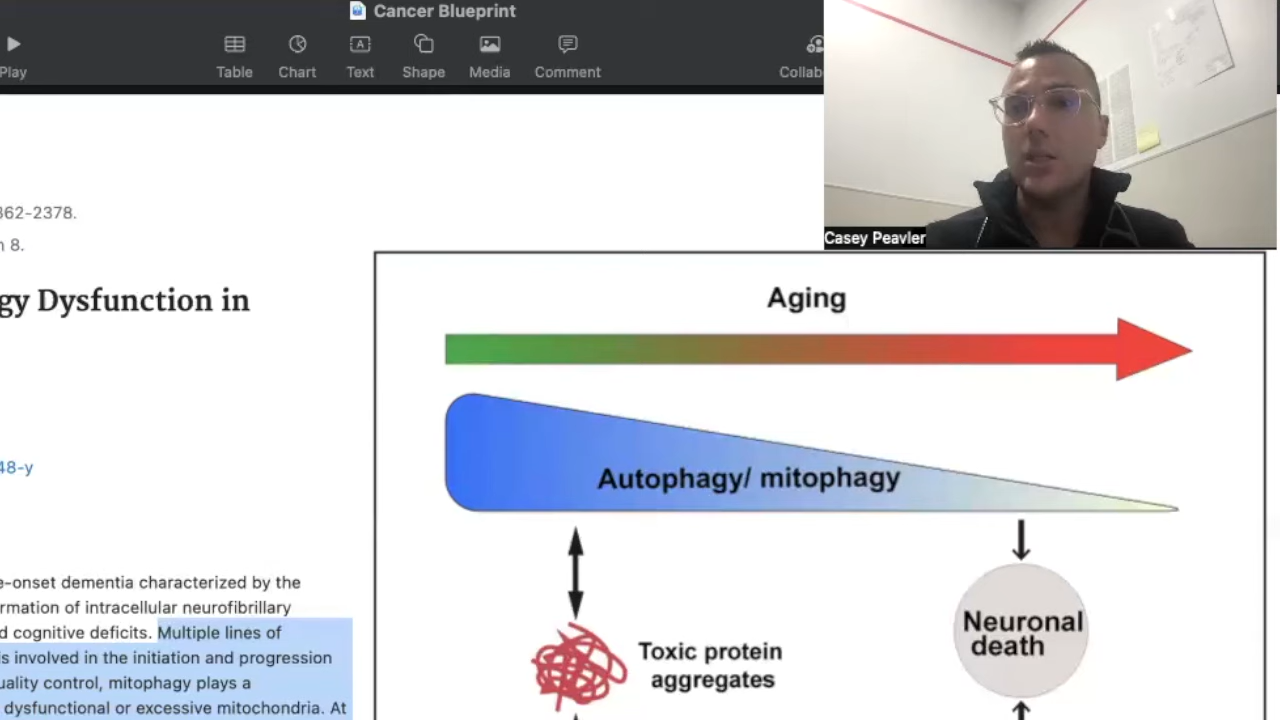 Cancer Blueprint
Play
Table
Chart
Text
Shape
Media
Comment
Collab
Casey Peavler
362-2378.
n 8.
gy Dysfunction in
48-y
e-onset dementia characterized by the
rmation of intracellular neurofibrillary
d cognitive deficits. Multiple lines of
ls involved in the initiation and progression
uality control, mitophagy plays a
dysfunctional or excessive mitochondria. At
Aging
Autophagy/ mitophagy
Toxic protein
aggregates
Neuronal
death